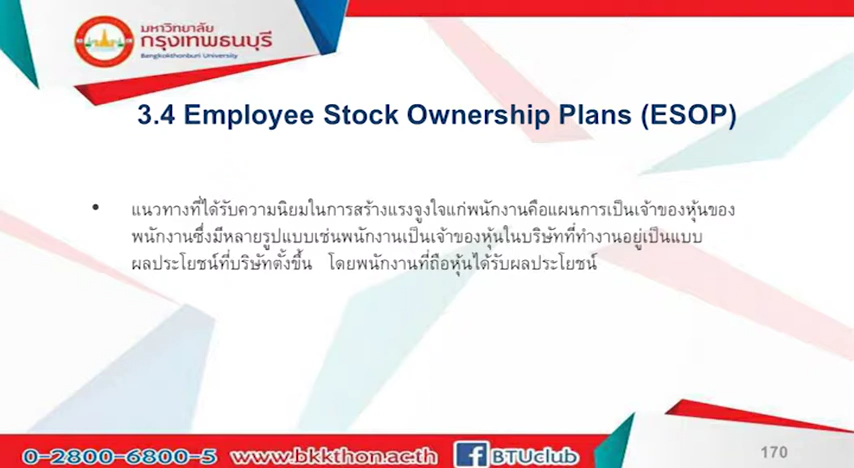 มหาวิทยาลัย
กรุงเทพธนบุรี
Bangkokthonburi University
3.4 Employee Stock Ownership Plans (ESOP)
• แนวทางที่ได้รับความนิยมในการสร้างแรงจูงใจแก่พนักงานคือแผนการเป็นเจ้าของหุ้นของ
พนักงานซึ่งมีหลายรูปแบบเช่นพนักงานเป็นเจ้าของหุ้นในบริษัทที่ทำงานอยู่เป็นแบบ
ผลประโยชน์ที่บริษัทตั้งขึ้น โดยพนักงานที่ถือหุ้นได้รับผลประโยชน์
0-2800-6800-5 www.bkkthon.ac.th f BTUclub
170